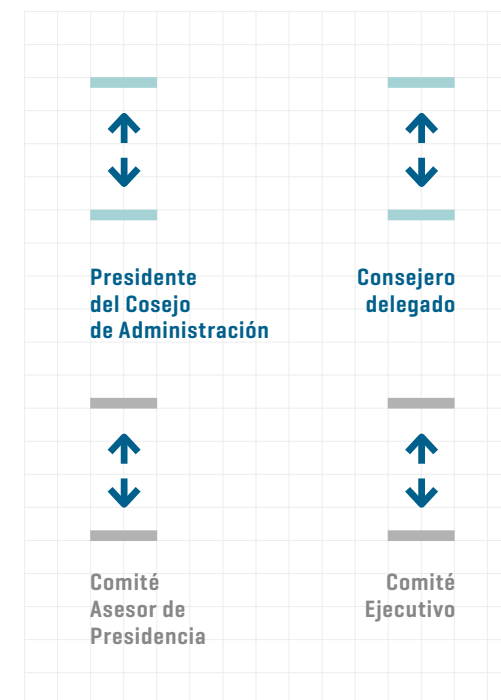 Presidente
del Cosejo
de Administración
Consejero
delegado
Comité
Asesor de
Presidencia
Comité
Ejecutivo